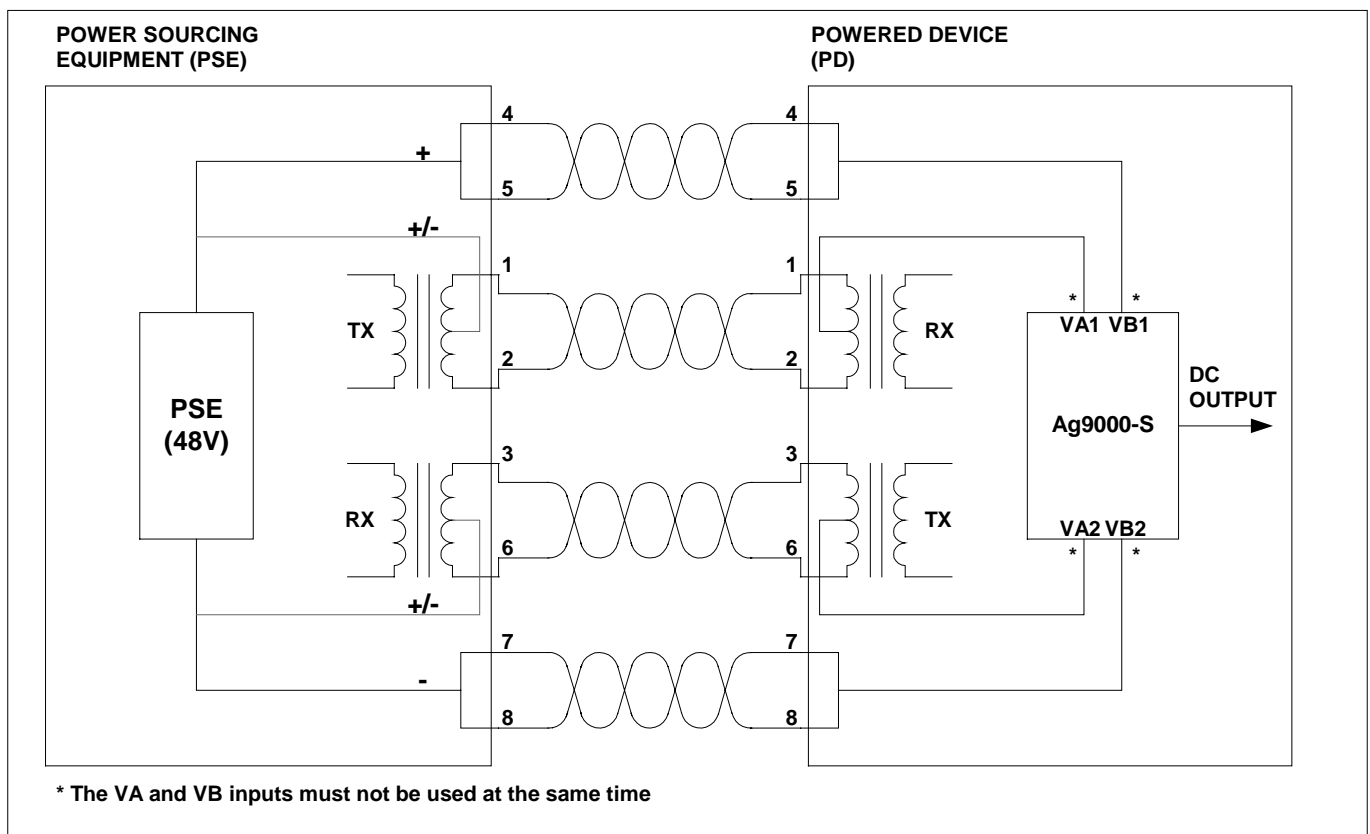 POWER SOURCING
EQUIPMENT (PSE)
POWERED DEVICE
(PD)
4
4
+
5
5
+/-
1
1
* *
VA1 VB1
TX
RX
2
2
DC
OUTPUT
PSE
(48V)
Ag9000-S
3
3
RX
TX
VA2 VB2
6
6
* *
+/-
7
7
-
8
8
* The VA and VB inputs must not be used at the same time